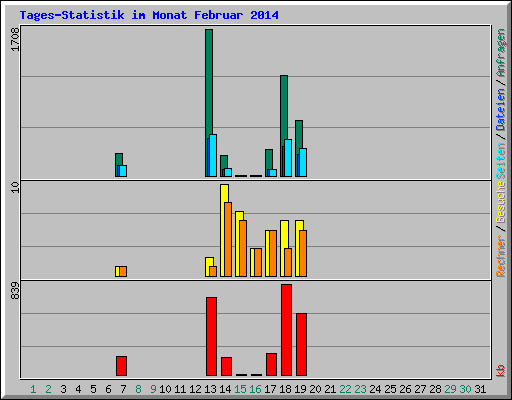 Tages-Statistik im Monat Februar 2014
1708
10
839
Rechner / Besuche Seiten / Dateien / Anfragen
kb
1 2 3 4 5 6 7 8 9 10 11 12 13 14 15 16 17 18 19 20 21 22 23 24 25 26 27 28 29 30 31